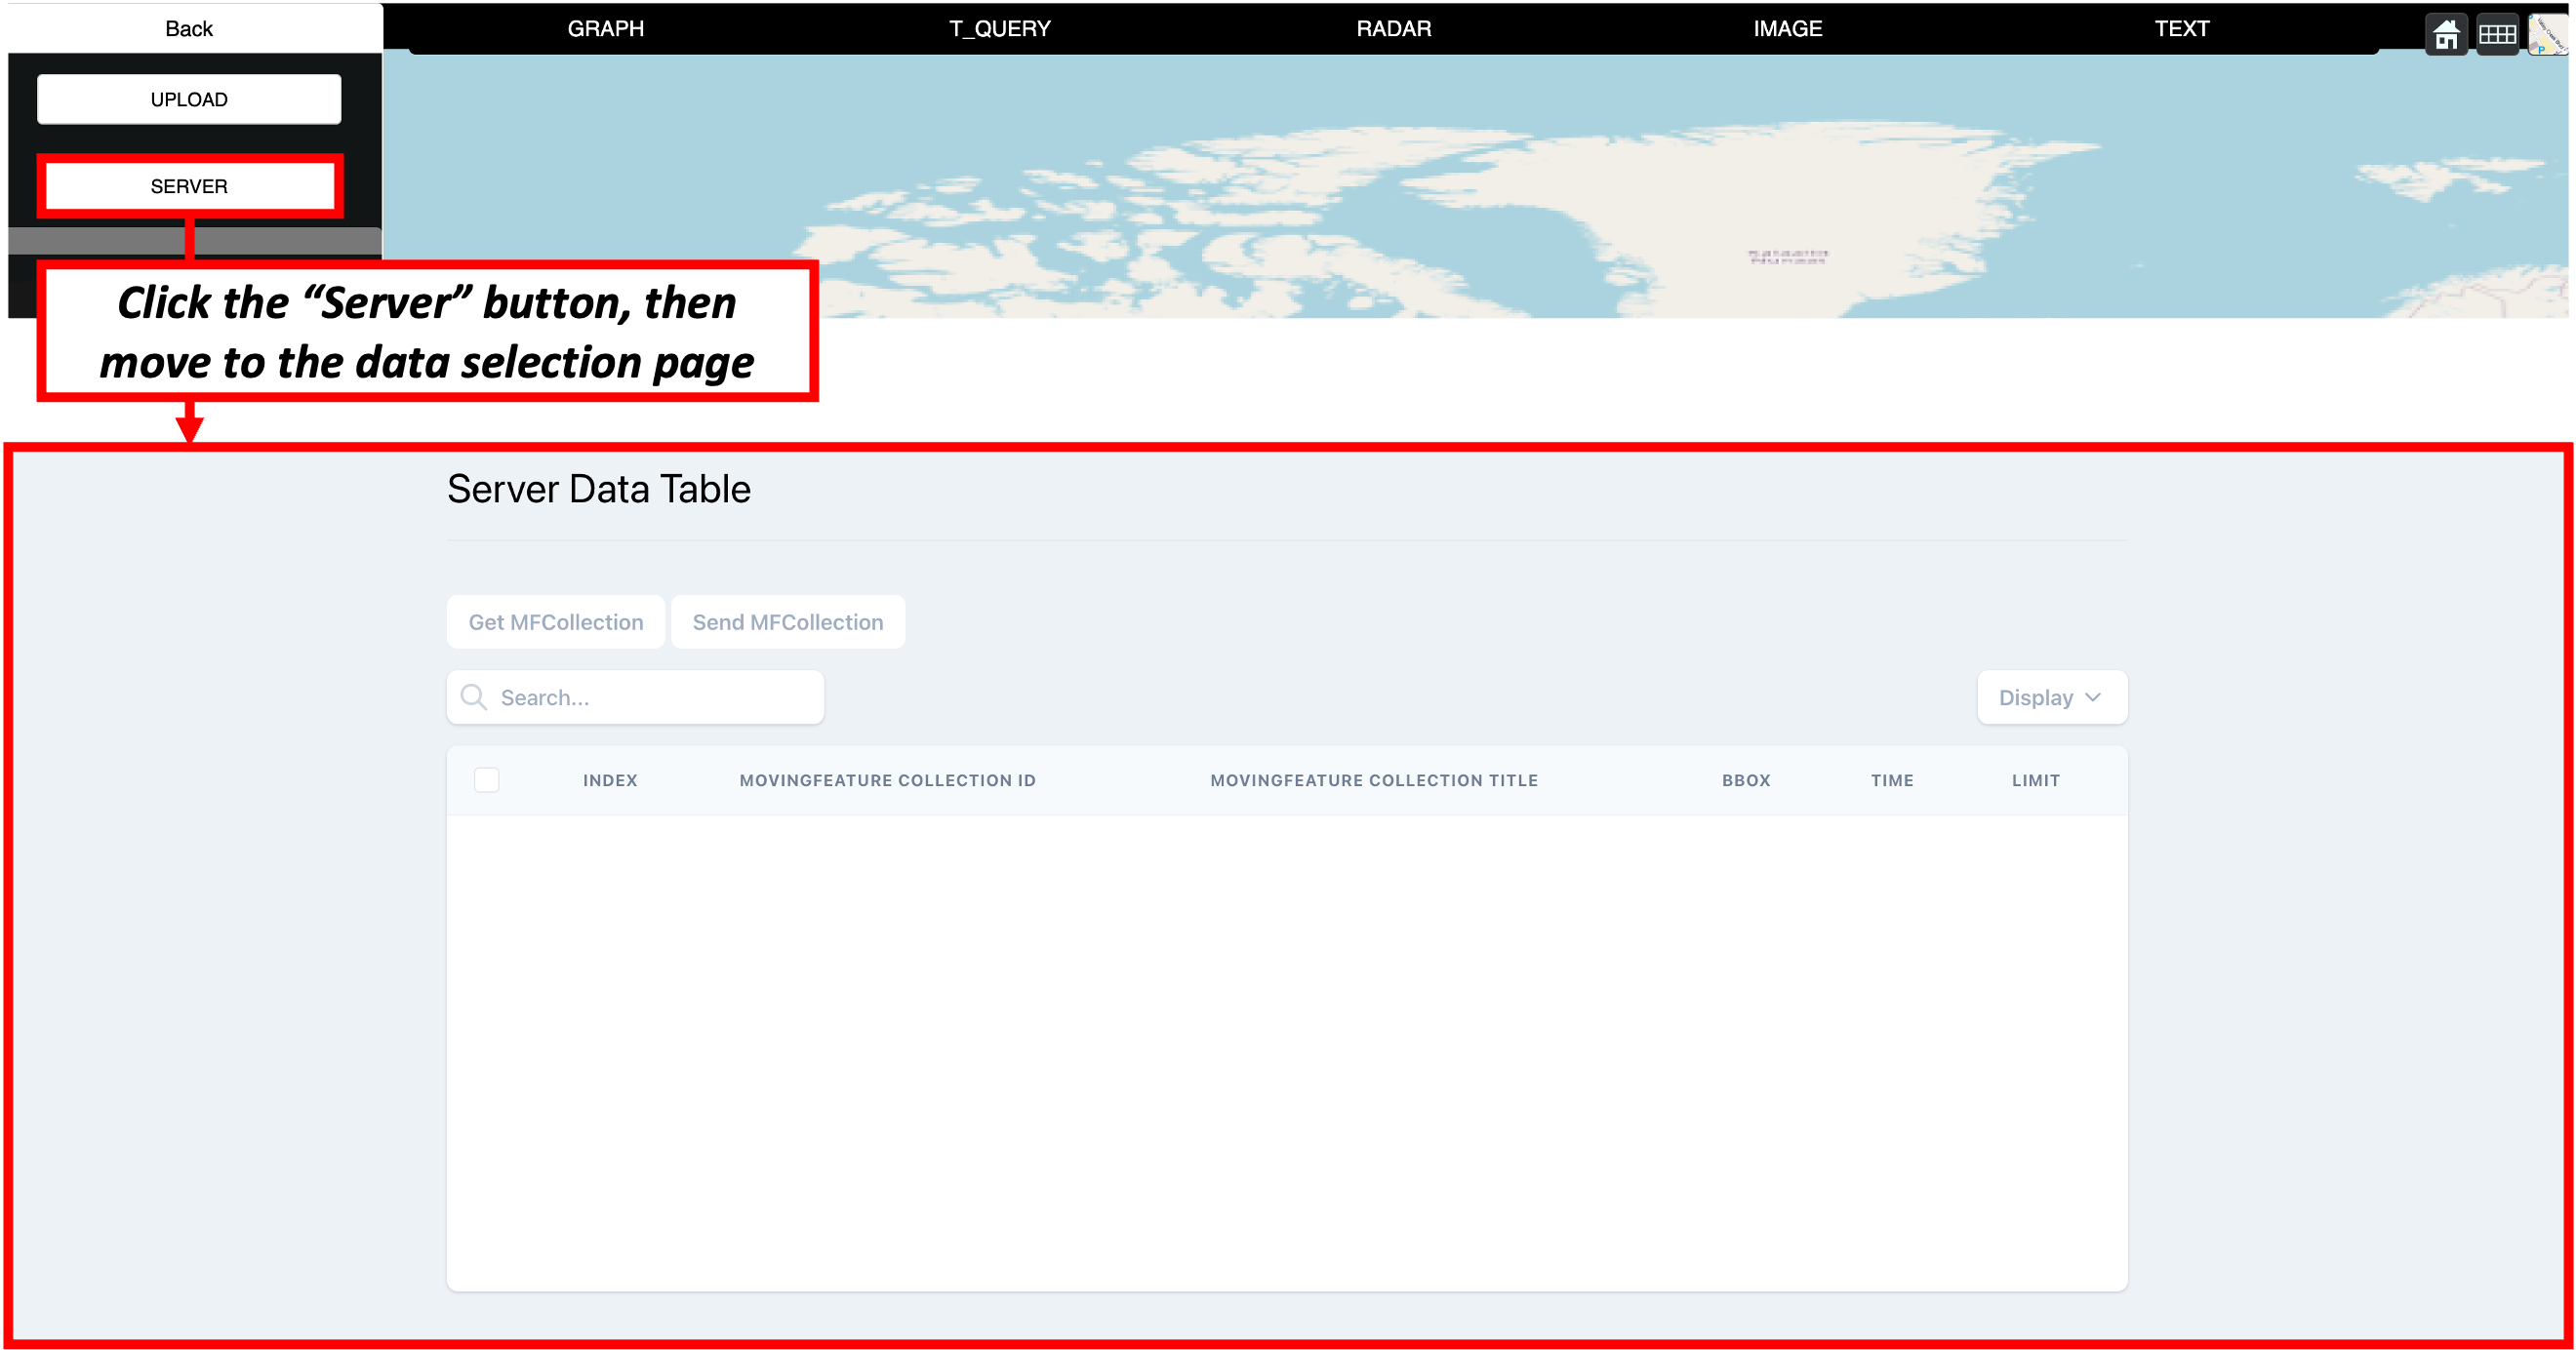 Back
GRAPH
T_QUERY
RADAR
IMAGE
TEXT
UPLOAD
SERVER
Click the “Server” button, then
move to the data selection page
Server Data Table
Get MFCollection
Send MFCollection
Search...
Display
INDEX
MOVINGFEATURE COLLECTION ID
MOVINGFEATURE COLLECTION TITLE
BBOX
TIME
LIMIT